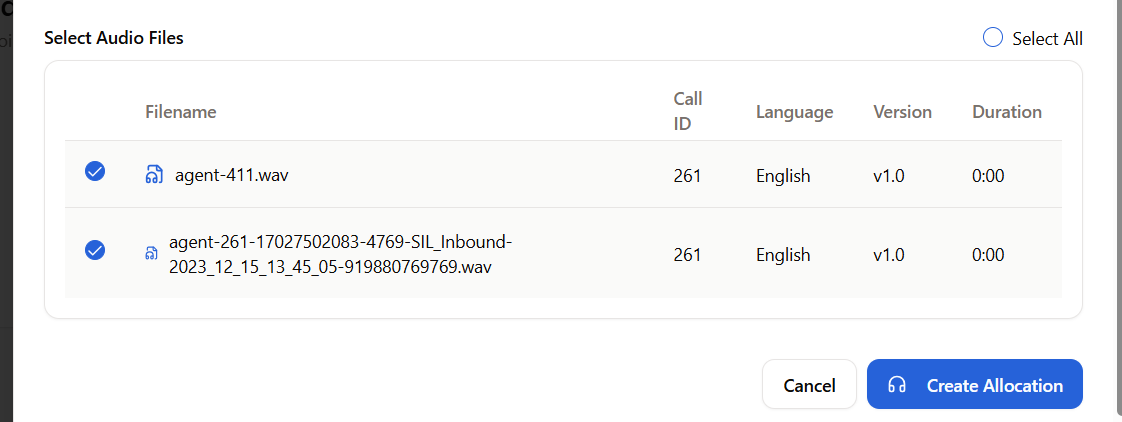 Select Audio Files
Select All
Filename
Call
ID
Language
Version
Duration
agent-411.wav
261
English
v1.0
0:00
agent-261-17027502083-4769-SIL_Inbound-
2023_12_15_13_45_05-919880769769.wav
261
English
v1.0
0:00
Cancel
Create Allocation